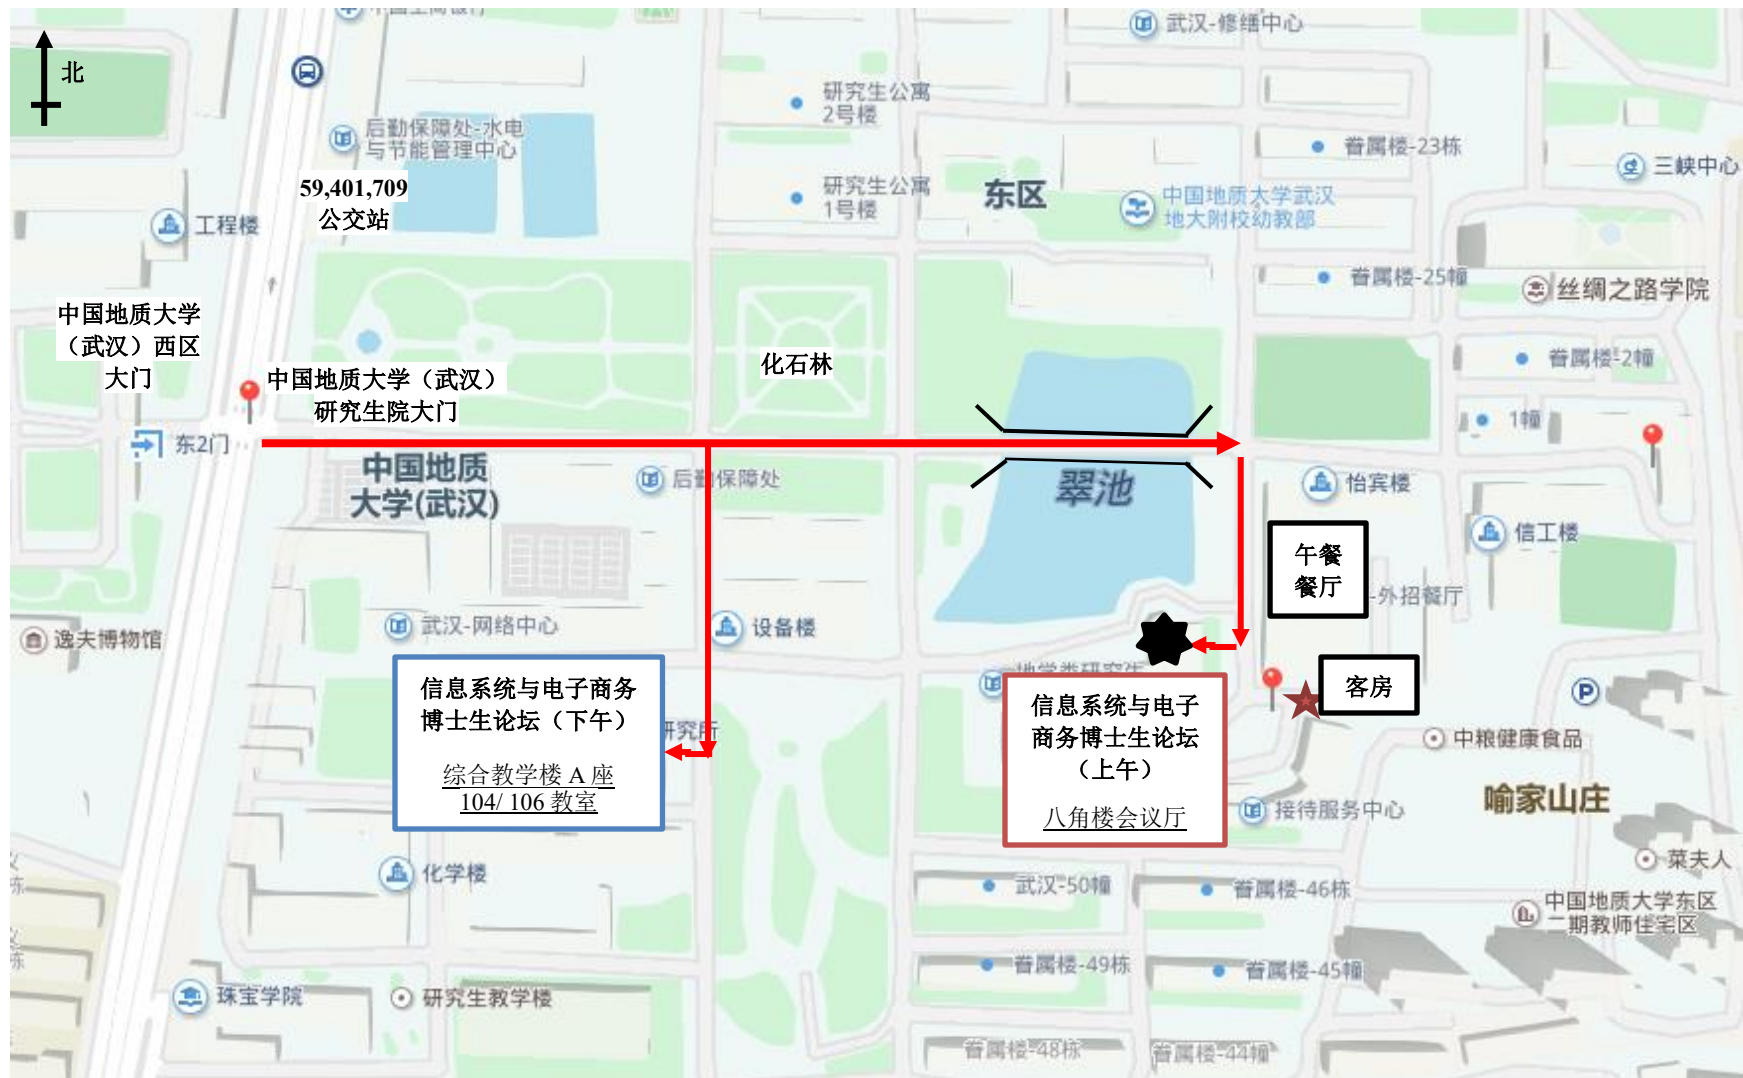 武汉-修缮中心
北
研究生公寓
2号楼
后勤保障处-水电
与节能管理中心
眷属楼-23栋
三峡中心
59,401,709
公交站
研究生公寓
1号楼
东区
中国地质大学武汉
地大附校幼教部
工程楼
眷属楼-25幢
丝绸之路学院
中国地质大学
（武汉）西区
大门
化石林
眷属楼-2幢
中国地质大学（武汉）
研究生院大门
1幢
东2门
中国地质
大学(武汉)
后勤保障处
翠池
怡宾楼
信工楼
午餐
餐厅
-外招餐厅
逸夫博物馆
武汉-网络中心
设备楼
地学类研究生
客房
P
信息系统与电子商务
博士生论坛（下午）
综合教学楼 A 座
104/ 106 教室
研究所
信息系统与电子
商务博士生论坛
（上午）
八角楼会议厅
中粮健康食品
喻家山庄
接待服务中心
菜夫人
化学楼
武汉-50幢
眷属楼-46栋
中国地质大学东区
二期教师住宅区
栋
栋
眷属楼-49栋
眷属楼-45幢
珠宝学院
研究生教学楼
眷属楼-48栋
眷属楼-44幢